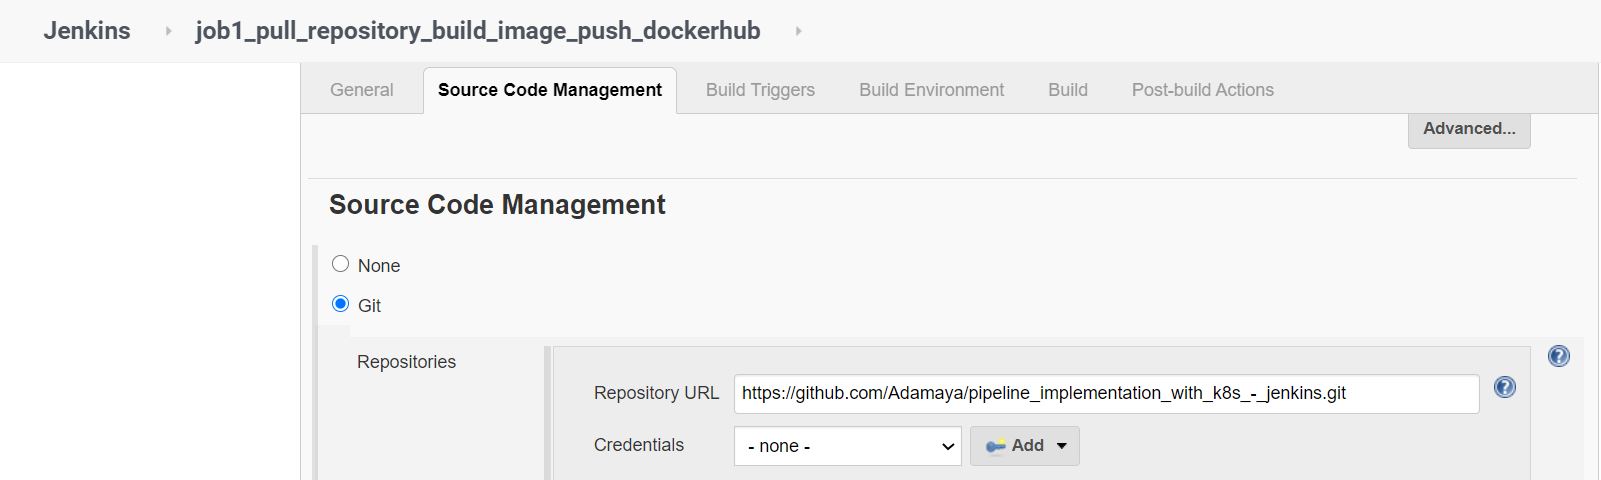 Jenkins job1_pull_repository_build_image_push_dockerhub
General Source Code Management Build Triggers Build Environment Build Post-build Actions
Advanced...
Source Code Management
None
Git
Repositories
?
Repository URL https://github.com/Adamaya/pipeline_implementation_with_k8s_-_jenkins.git ?
Credentials - none - Add